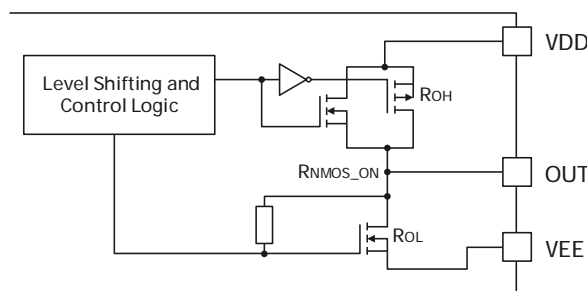 VDD
Level Shifting and
Control Logic
ROH
RNMOS_ON
OUT
ROL
VEE